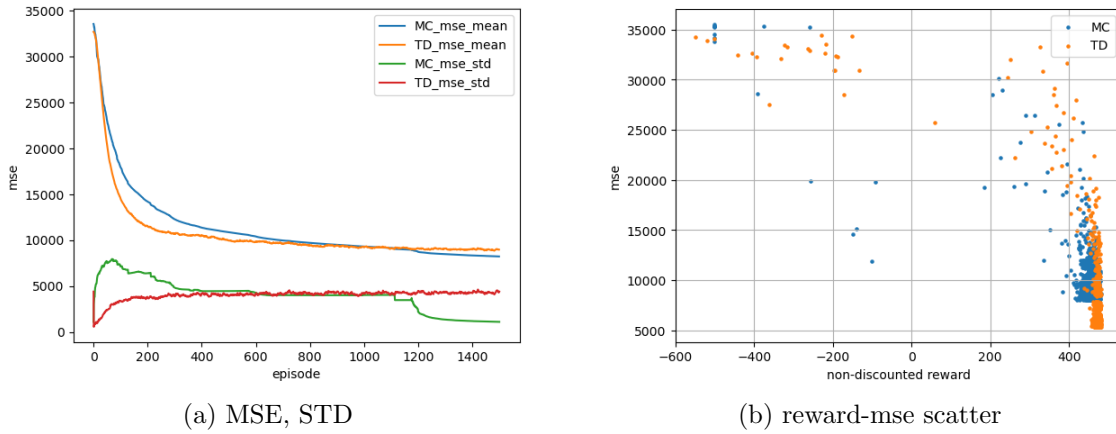 35000
30000
25000
20000
15000
10000
5000
0
mse
0 200 400 600 800 1000 1200 1400
episode
MC_mse_mean
TD_mse_mean
MC_mse_std
TD_mse_std
(a) MSE, STD
35000
30000
25000
20000
15000
10000
5000
mse
−600 −400 −200 0 200 400
non-discounted reward
MC
TD
(b) reward-mse scatter